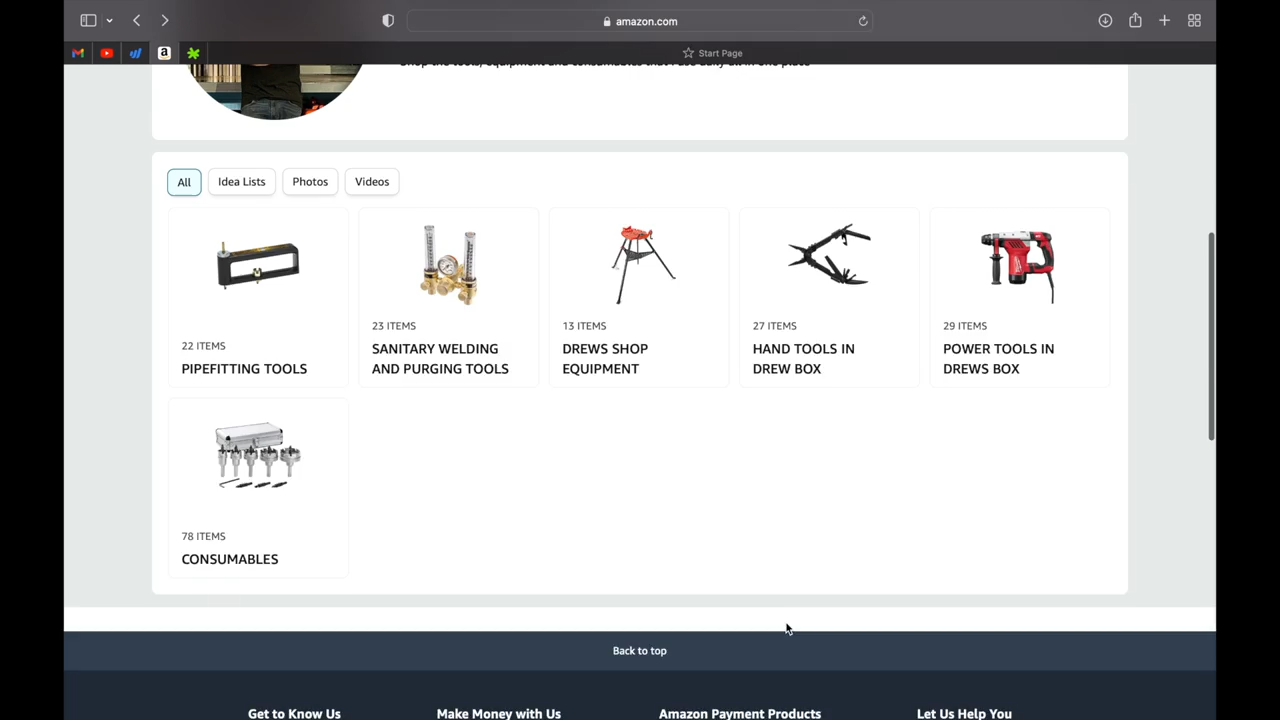 amazon.com
Start Page
Shop the tools, equipment and consumables that I use daily all in one place
All
Idea Lists
Photos
Videos
22 ITEMS
PIPEFITTING TOOLS
23 ITEMS
SANITARY WELDING
AND PURGING TOOLS
13 ITEMS
DREWS SHOP
EQUIPMENT
27 ITEMS
HAND TOOLS IN
DREW BOX
29 ITEMS
POWER TOOLS IN
DREWS BOX
78 ITEMS
CONSUMABLES
Back to top
Get to Know Us
Make Money with Us
Amazon Payment Products
Let Us Help You